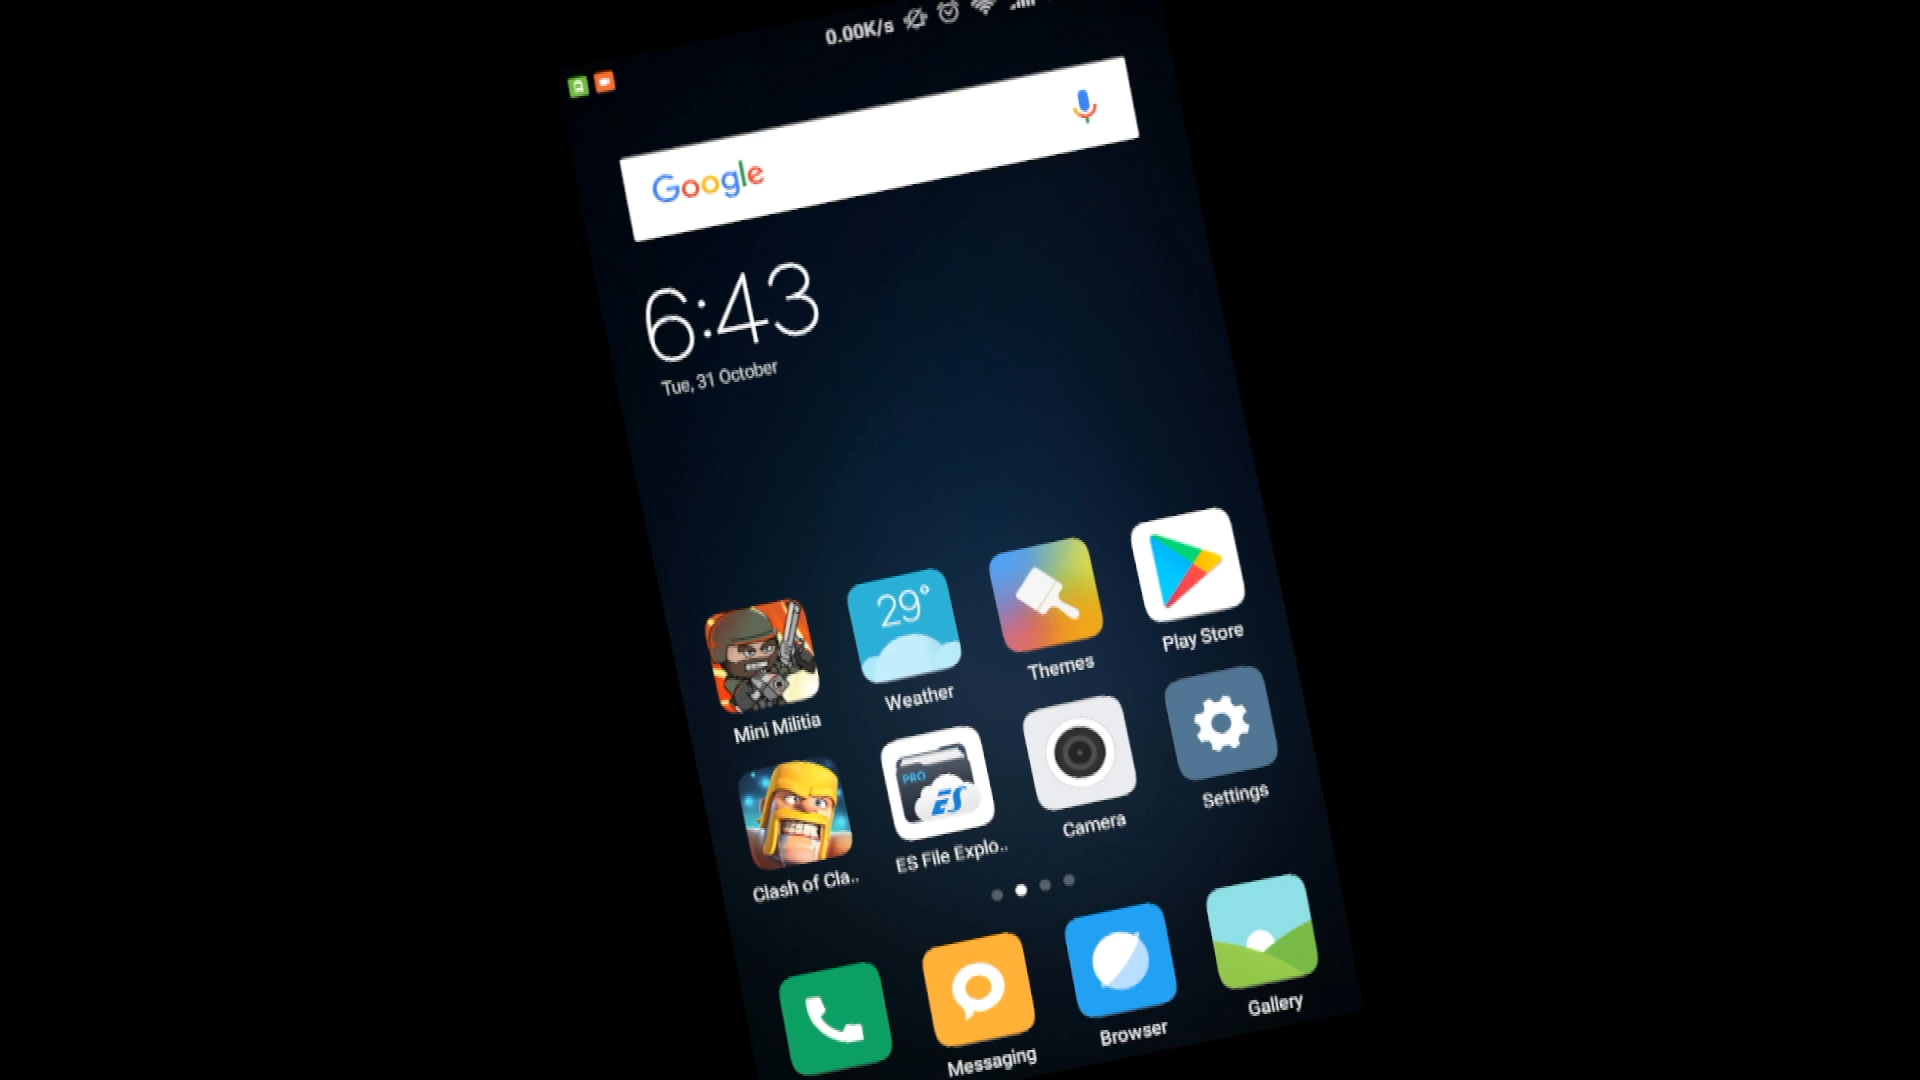 0.00K/s
Google
6:43
Tue, 31 October
29°
Mini Militia
Weather
Themes
Play Store
PRO
ES
Clash of Cla..
ES File Explo..
Camera
Settings
Messaging
Browser
Gallery